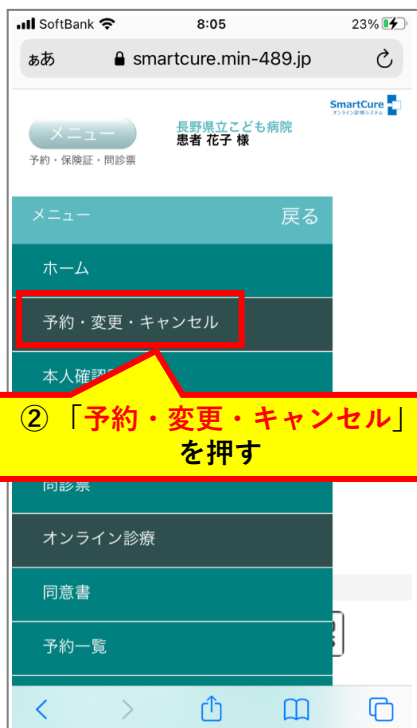 SoftBank 8:05 23%
ぁあ smartcure.min-489.jp
SmartCure
オンライン診療システム
メニュー
長野県立こども病院
患者 花子 様
予約・保険証・問診票
メニュー 戻る
ホーム
予約・変更・キャンセル
本人確認
②「予約・変更・キャンセル」
を押す
問診票
オンライン診療
同意書
予約一覧